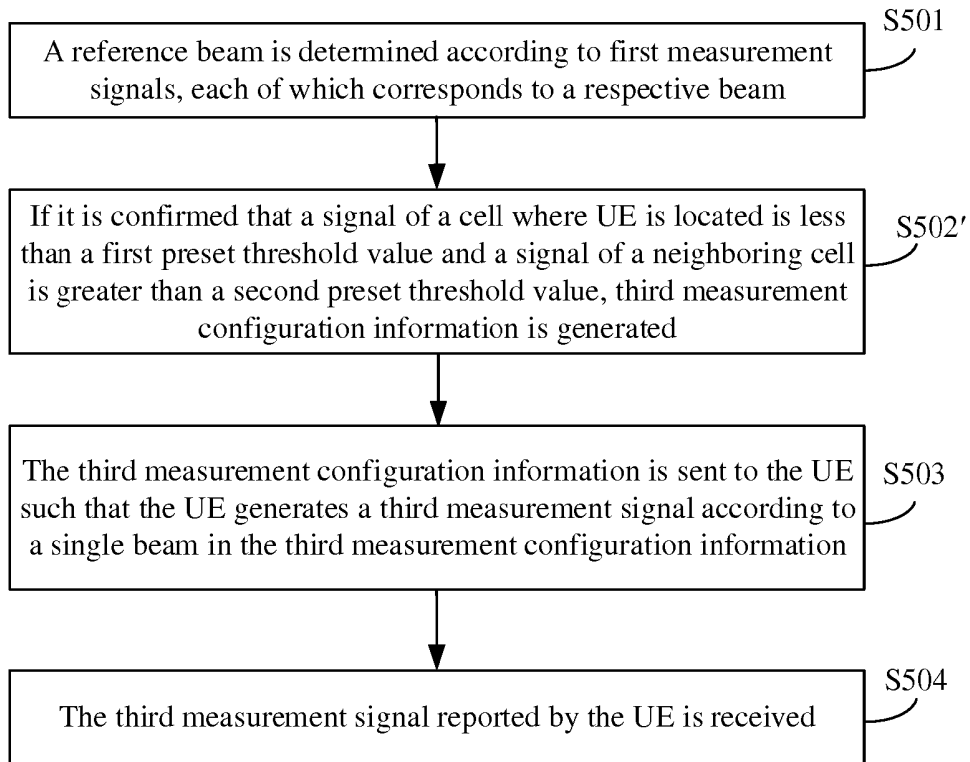 S501
A reference beam is determined according to first measurement
signals, each of which corresponds to a respective beam
S502′
If it is confirmed that a signal of a cell where UE is located is less
than a first preset threshold value and a signal of a neighboring cell
is greater than a second preset threshold value, third measurement
configuration information is generated
S503
The third measurement configuration information is sent to the UE
such that the UE generates a third measurement signal according to
a single beam in the third measurement configuration information
S504
The third measurement signal reported by the UE is received